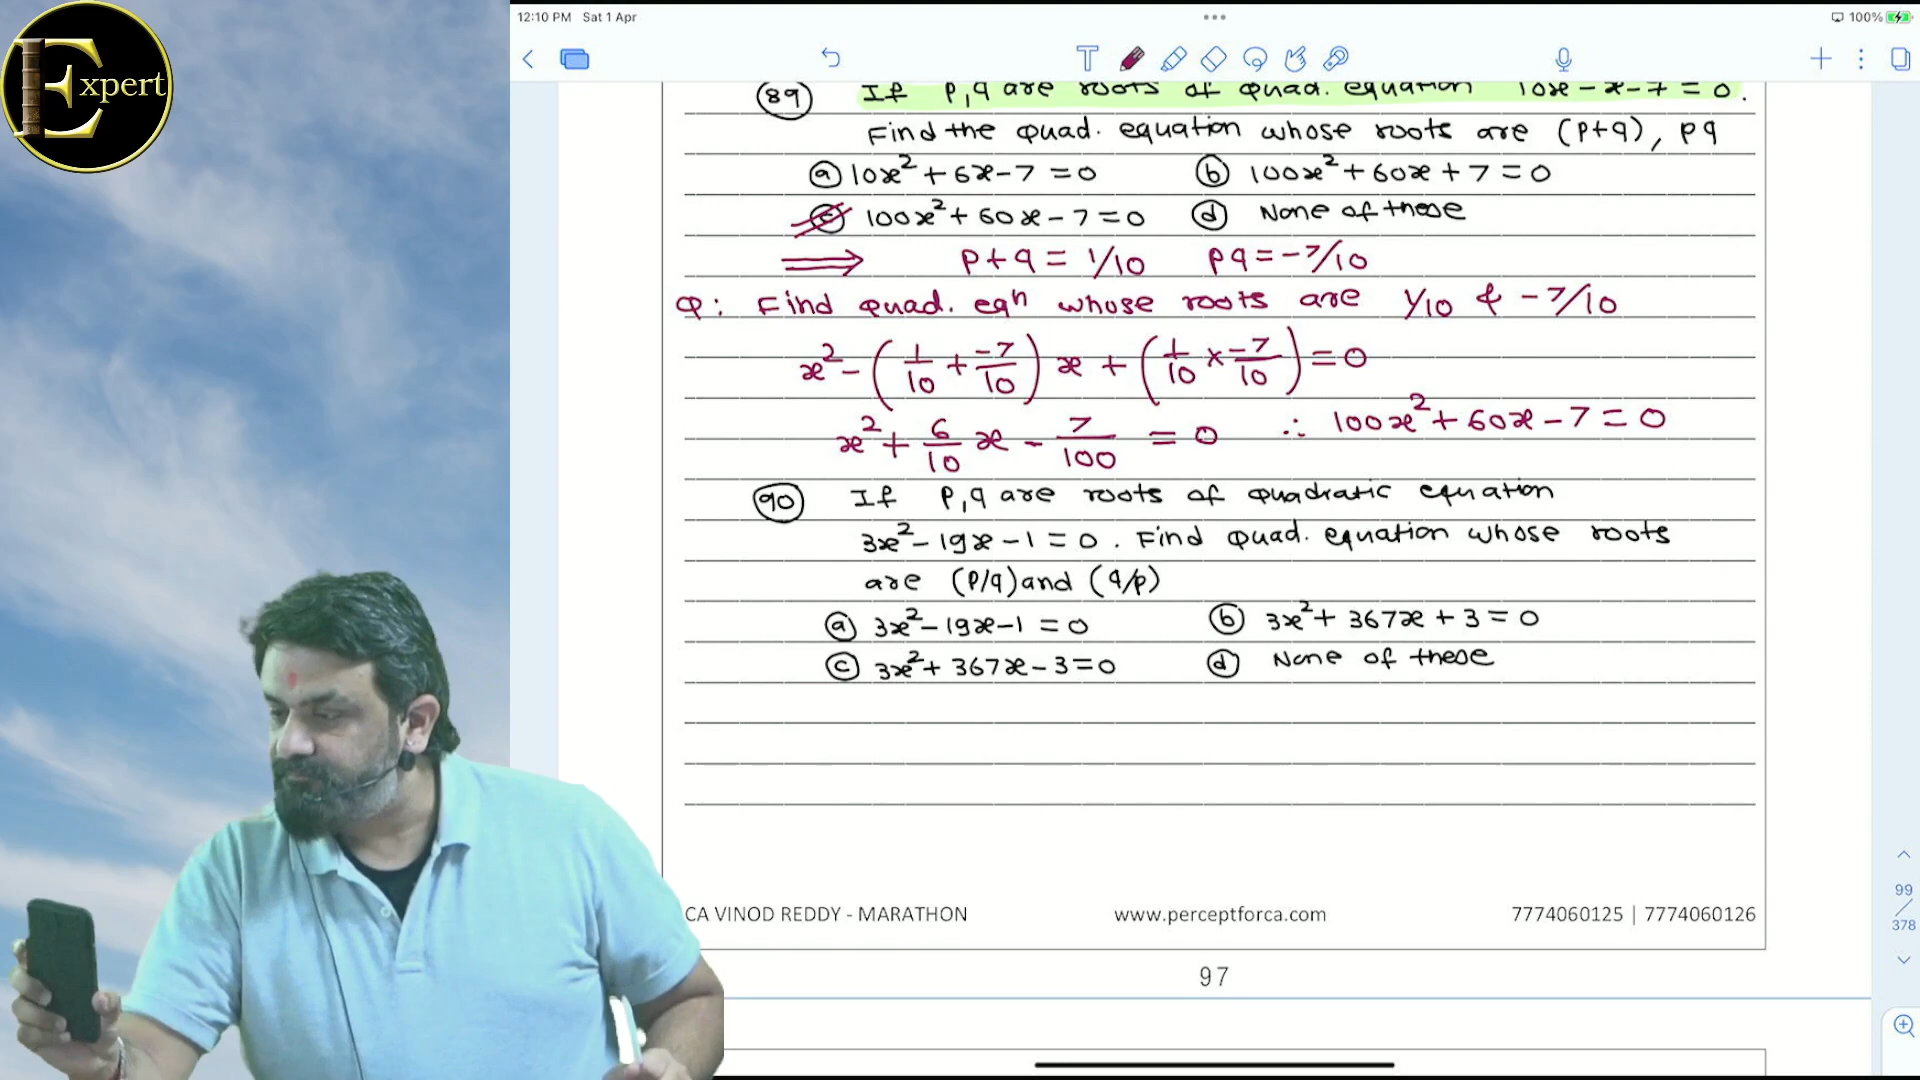 Expert
12:10 PM Sat 1 Apr
100%
89 If p,q are roots of quad. equation 10x - x - 7 = 0.
Find the quad. equation whose roots are (p+q), pq
a 10x² + 6x - 7 = 0 b 100x² + 60x + 7 = 0
c 100x² + 60x - 7 = 0 d None of these
⟹ p+q = 1/10 pq = -7/10
Q: Find quad. eqn whose roots are 1/10 & -7/10
x² - (1/10 + -7/10) x + (1/10 × -7/10) = 0
x² + 6/10 x - 7/100 = 0 ∴ 100x² + 60x - 7 = 0
90 If p,q are roots of quadratic equation
3x² - 19x - 1 = 0. Find quad. equation whose roots
are (p/q) and (q/p)
a 3x² - 19x - 1 = 0 b 3x² + 367x + 3 = 0
c 3x² + 367x - 3 = 0 d None of these
CA VINOD REDDY - MARATHON www.perceptforca.com 7774060125 | 7774060126
97
99
378